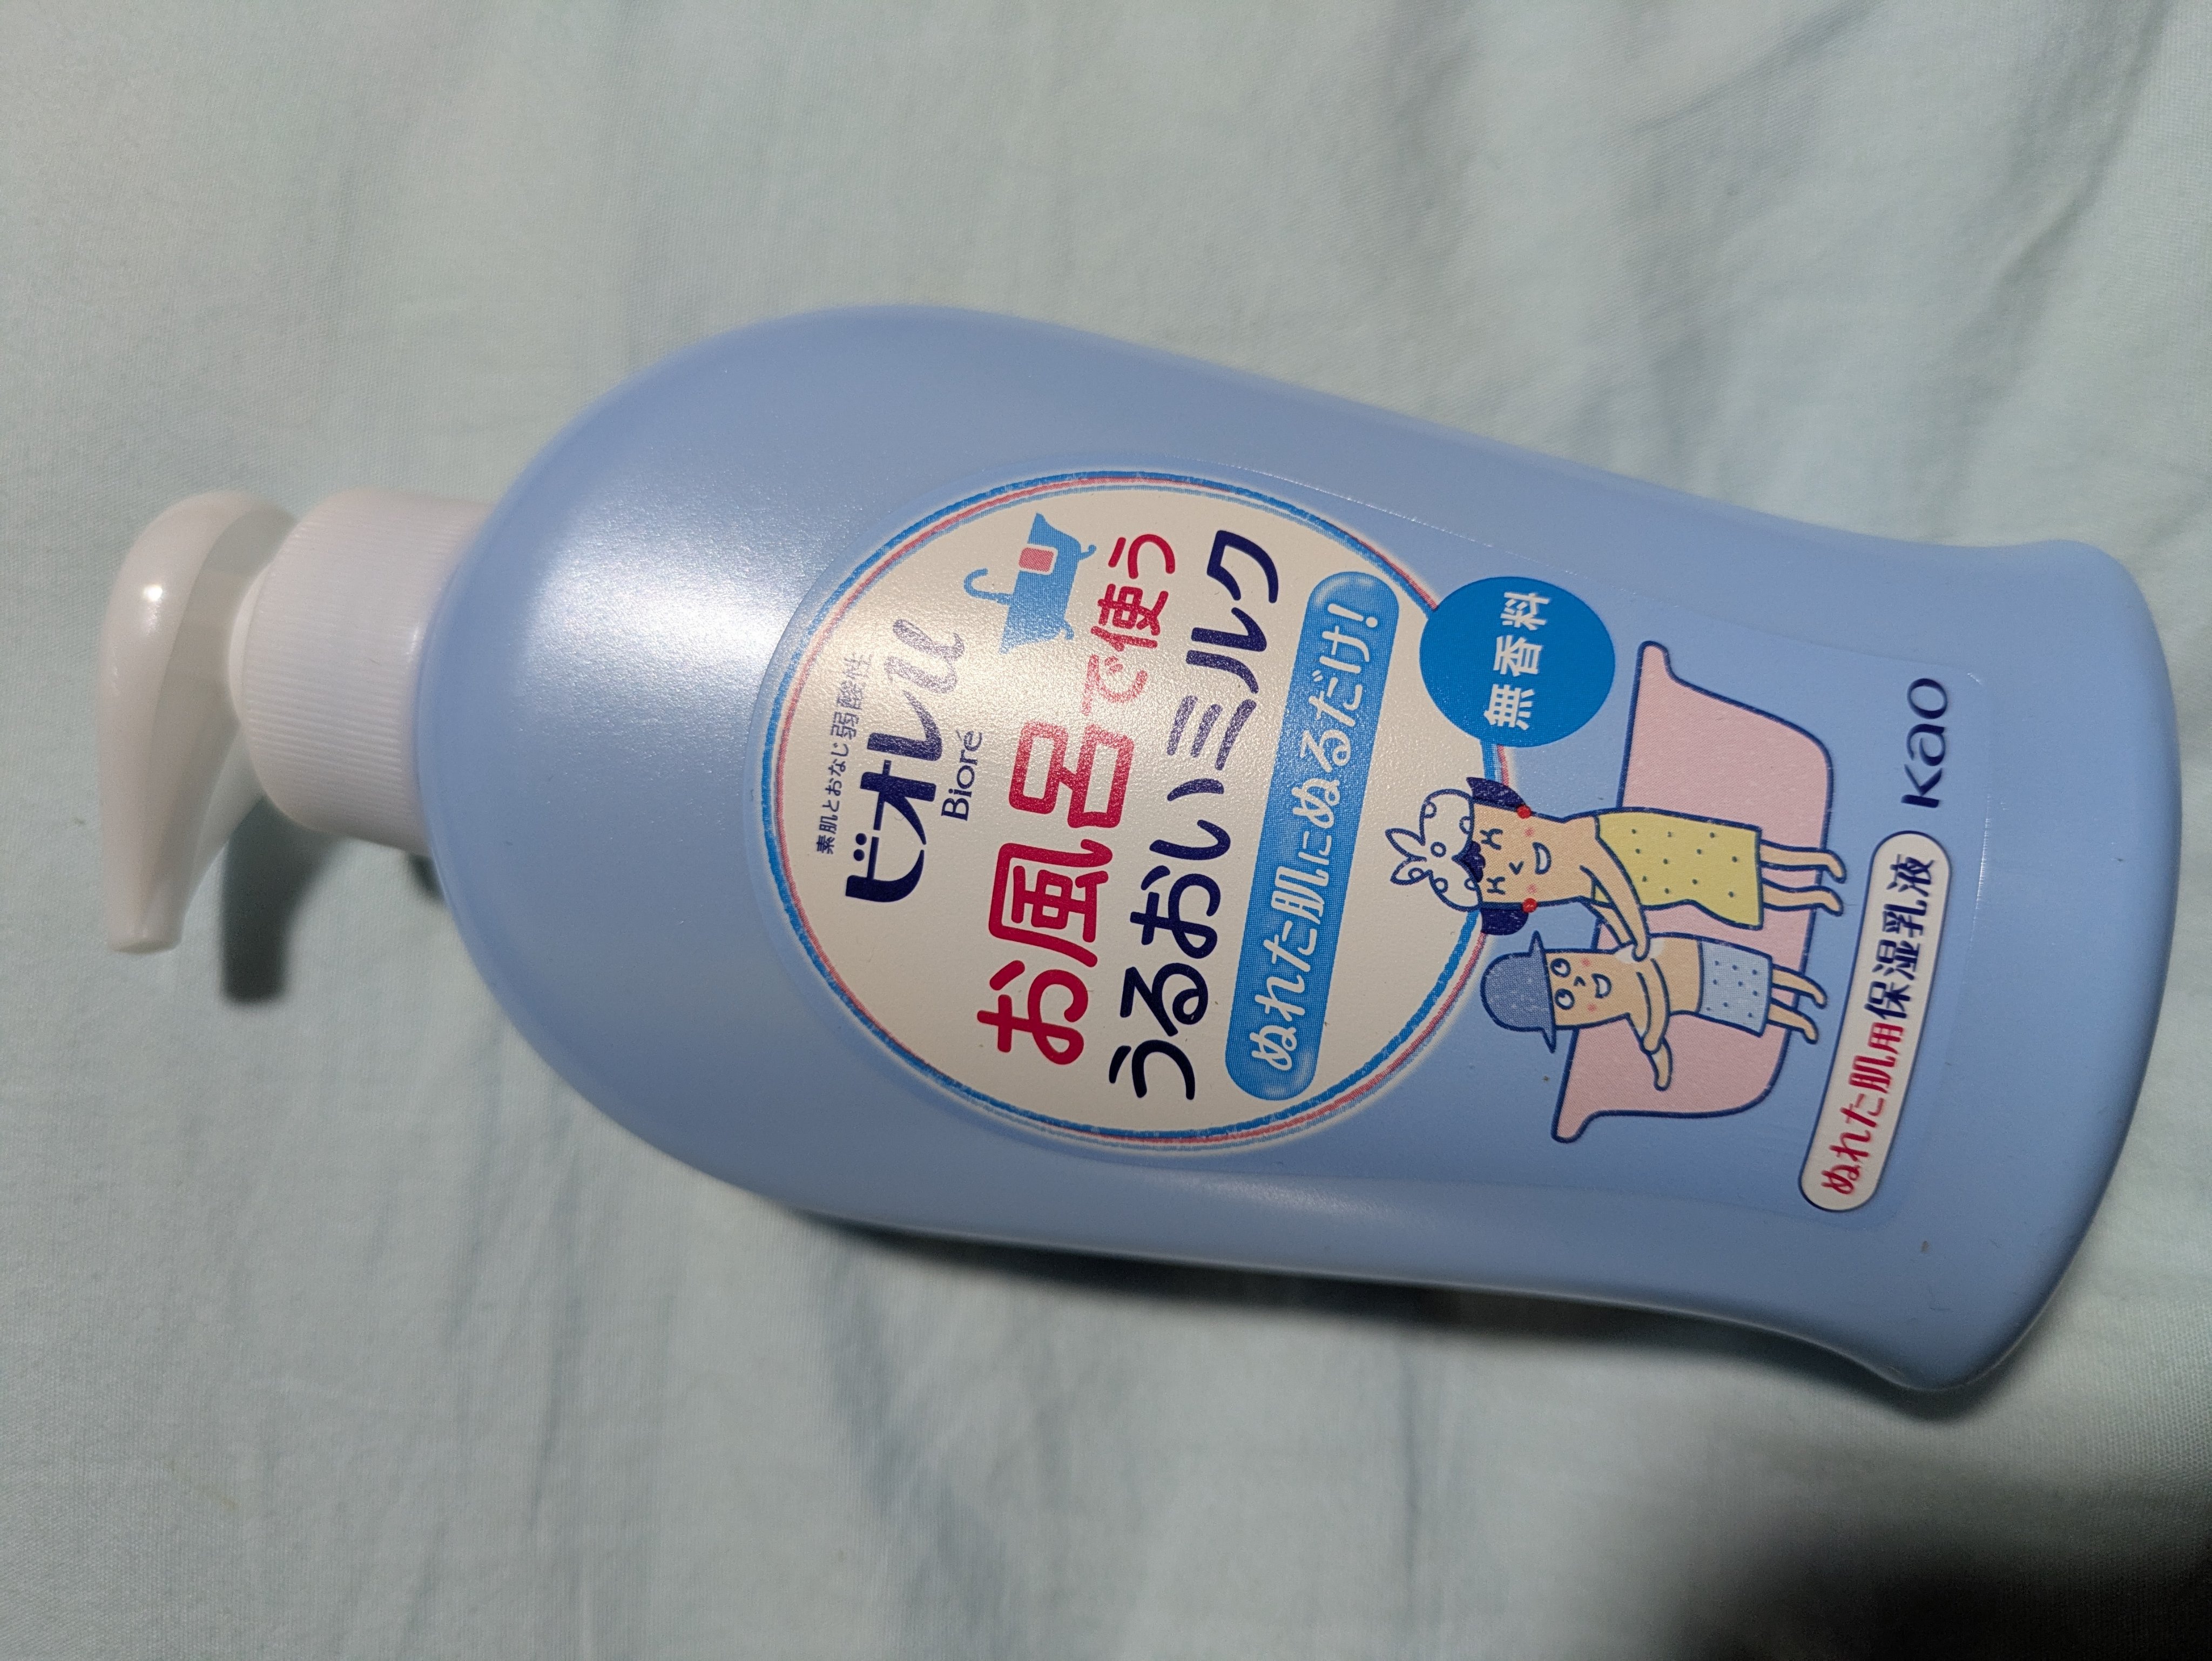 素肌とおなじ弱酸性
ビオレu
Bioré
お風呂で使う
うるおいミルク
ぬれた肌にぬるだけ!
無香料
ぬれた肌用保湿乳液
Kao